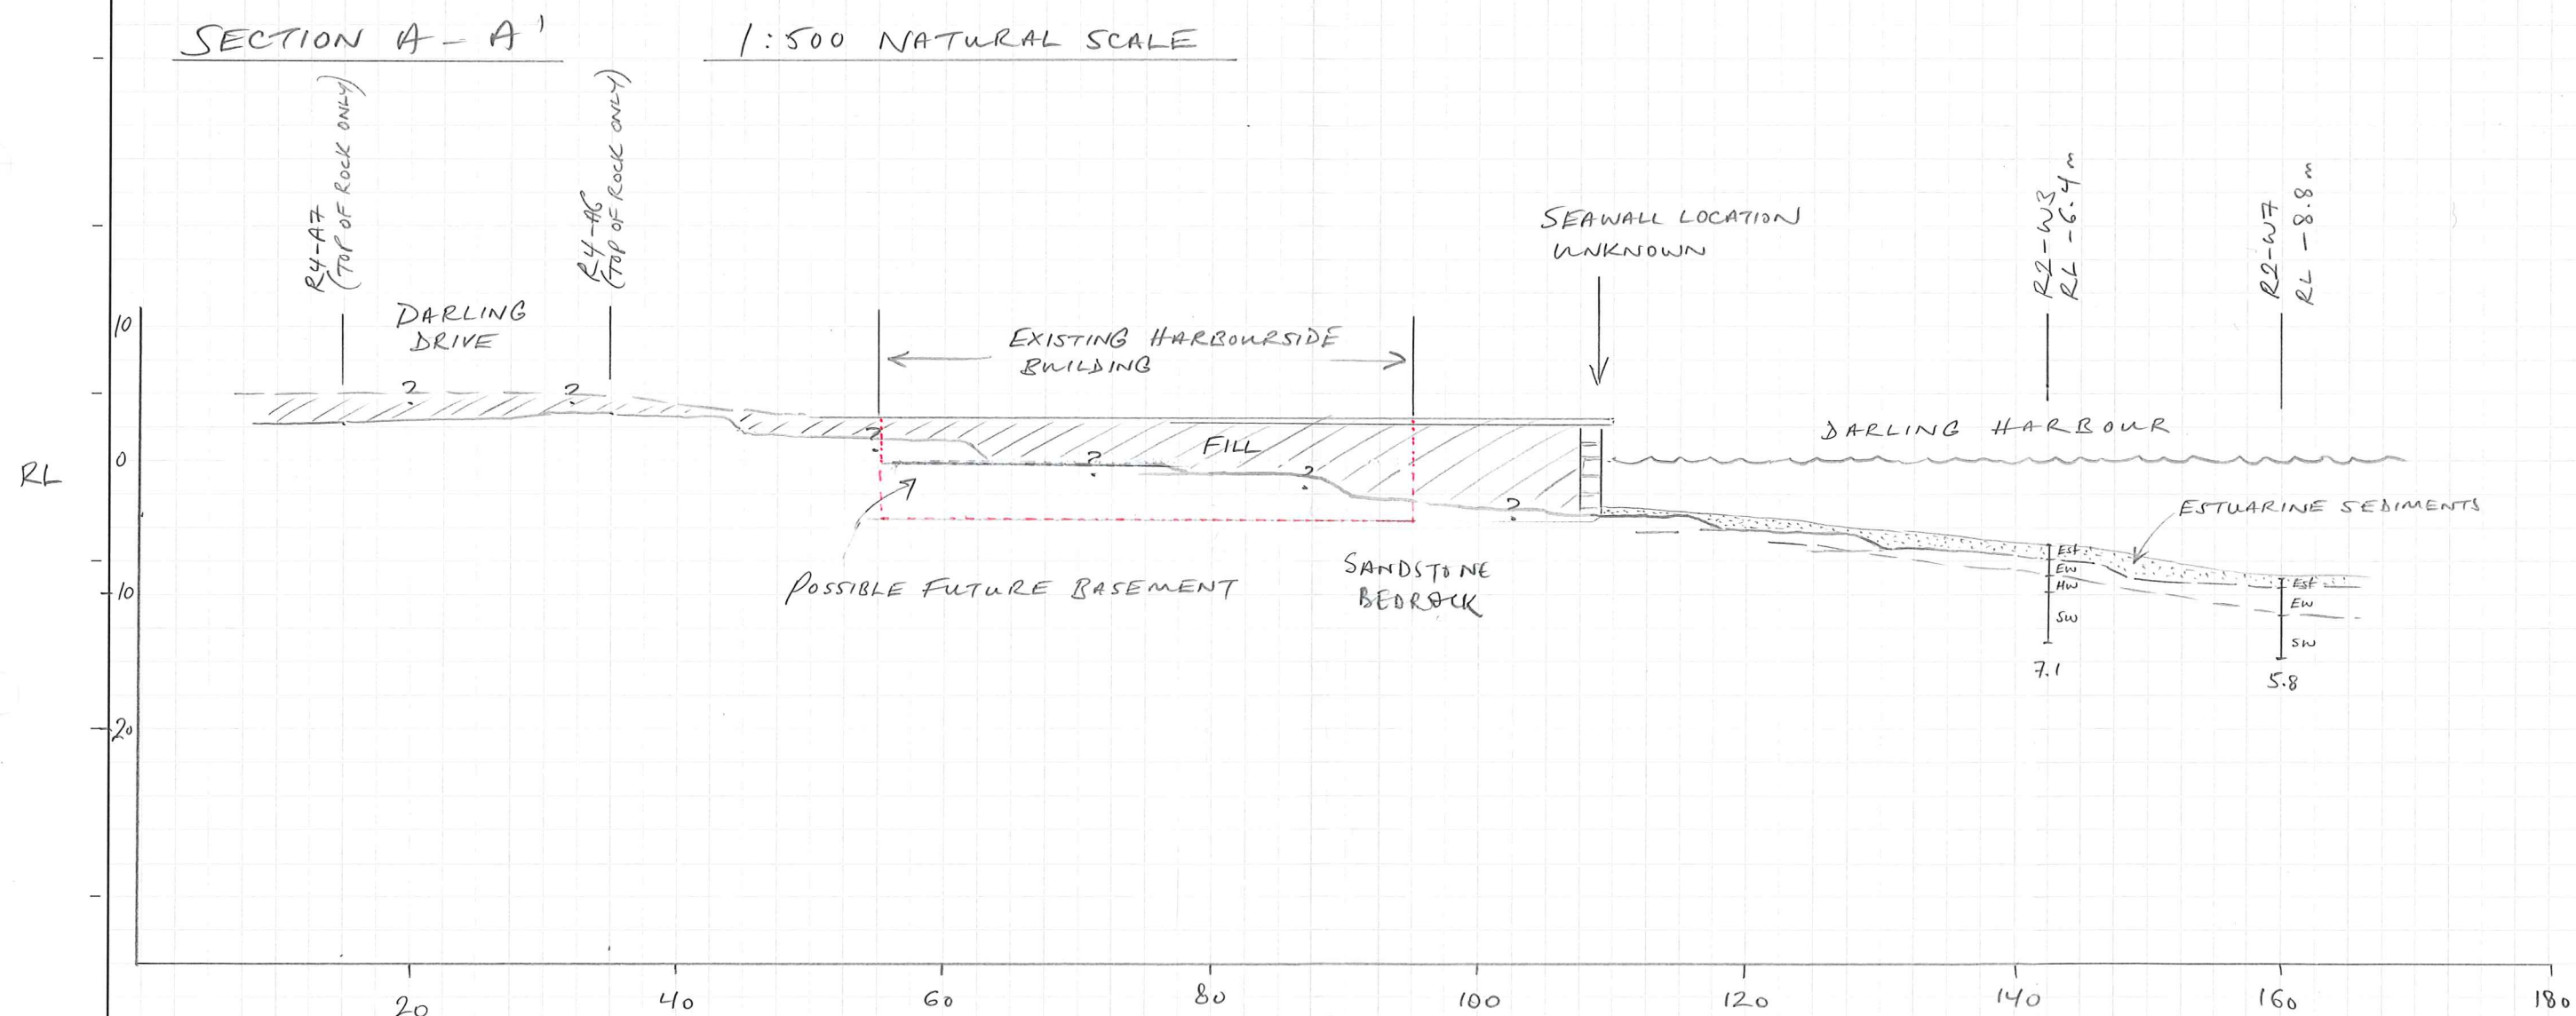 SECTION A - A'
1:500 NATURAL SCALE
R4-A7
(TOP OF ROCK ONLY)
R4-A6
(TOP OF ROCK ONLY)
R2-W3
RL -6.4 m
R2-W7
RL -8.8 m
SEAWALL LOCATION
UNKNOWN
DARLING
DRIVE
EXISTING HARBOURSIDE
BUILDING
DARLING HARBOUR
10
0
RL
-10
-20
?
?
?
?
?
?
FILL
ESTUARINE SEDIMENTS
POSSIBLE FUTURE BASEMENT
SANDSTONE
BEDROCK
Est
EW
HW
SW
7.1
Est
EW
SW
5.8
20
40
60
80
100
120
140
160
180